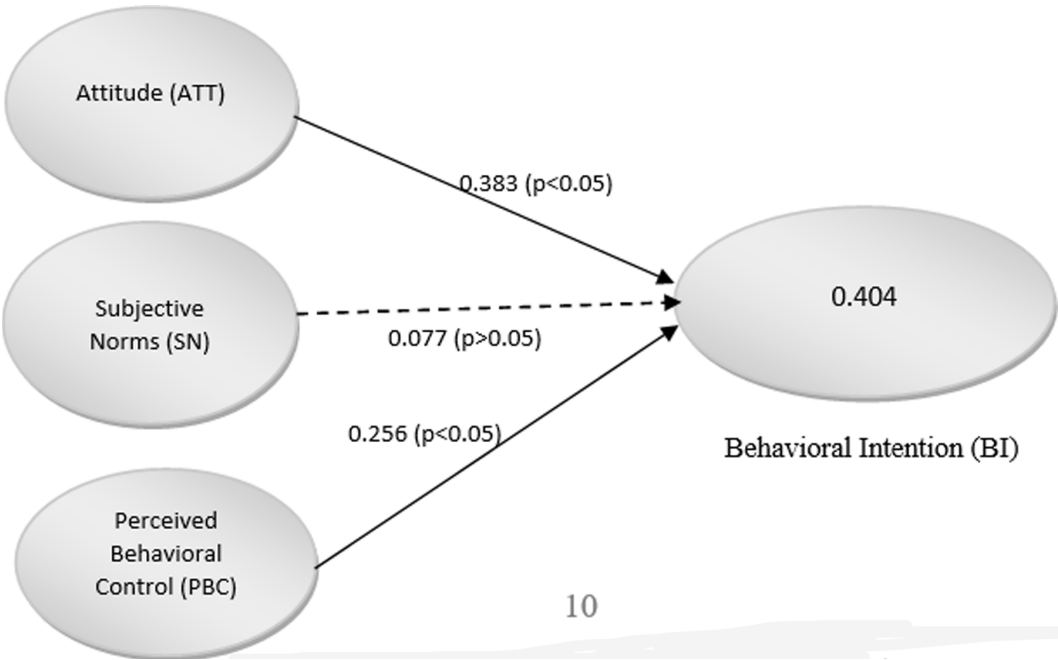 Attitude (ATT)
0.383 (p<0.05)
Subjective
Norms (SN)
0.077 (p>0.05)
0.404
0.256 (p<0.05)
Behavioral Intention (BI)
Perceived
Behavioral
Control (PBC)
10